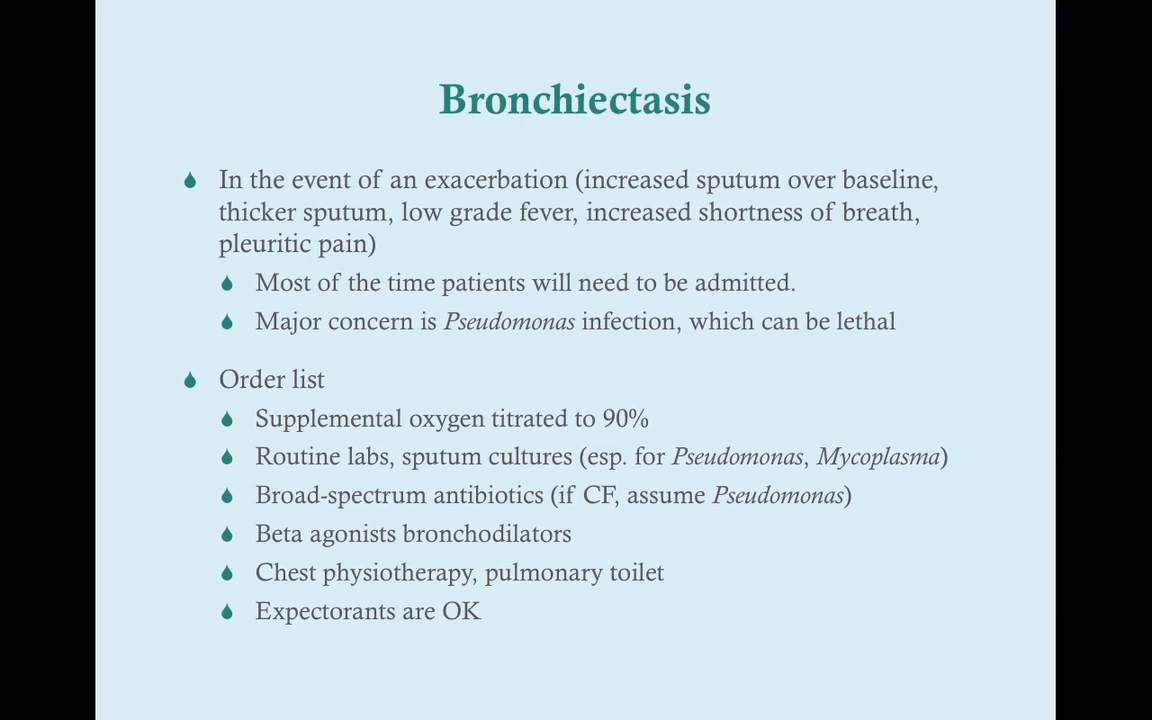 Bronchiectasis
In the event of an exacerbation (increased sputum over baseline,
thicker sputum, low grade fever, increased shortness of breath,
pleuritic pain)
Most of the time patients will need to be admitted.
Major concern is Pseudomonas infection, which can be lethal
Order list
Supplemental oxygen titrated to 90%
Routine labs, sputum cultures (esp. for Pseudomonas, Mycoplasma)
Broad-spectrum antibiotics (if CF, assume Pseudomonas)
Beta agonists bronchodilators
Chest physiotherapy, pulmonary toilet
Expectorants are OK